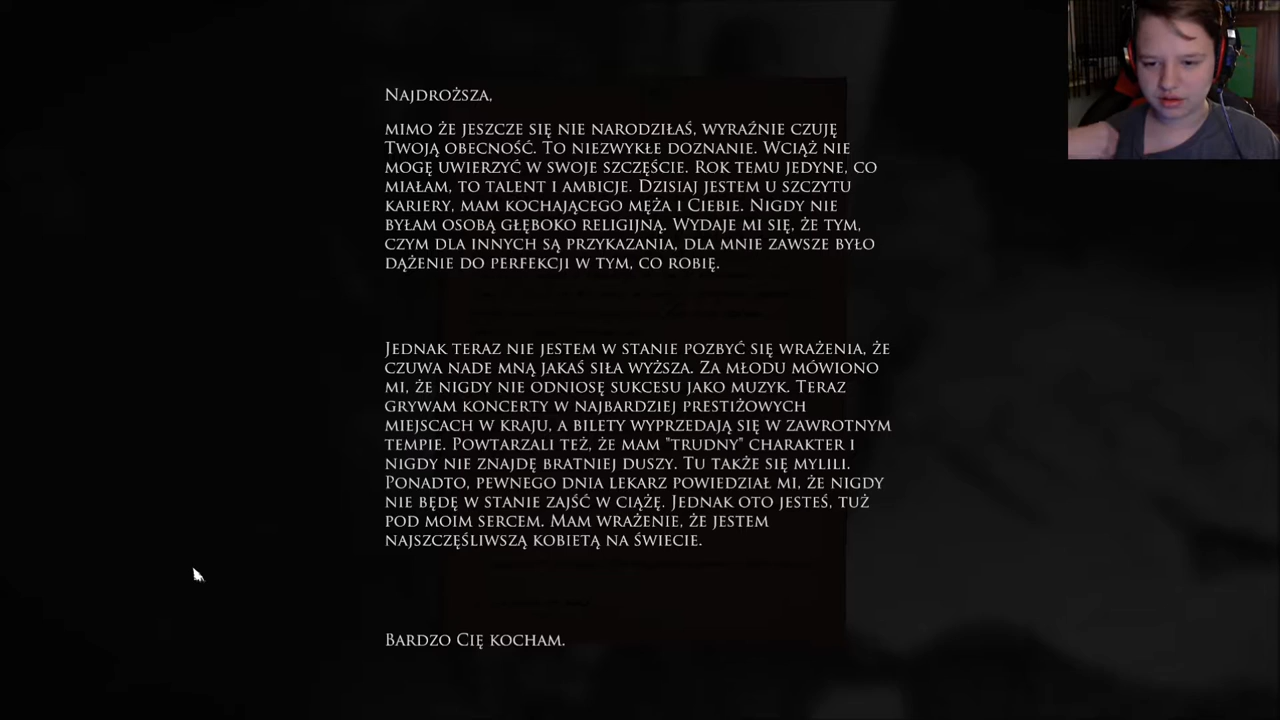 Najdroższa,
mimo że jeszcze się nie narodziłaś, wyraźnie czuję
Twoją obecność. To niezwykłe doznanie. Wciąż nie
mogę uwierzyć w swoje szczęście. Rok temu jedyne, co
miałam, to talent i ambicje. Dzisiaj jestem u szczytu
kariery, mam kochającego męża i Ciebie. Nigdy nie
byłam osobą głęboko religijną. Wydaje mi się, że tym,
czym dla innych są przykazania, dla mnie zawsze było
dążenie do perfekcji w tym, co robię.
Jednak teraz nie jestem w stanie pozbyć się wrażenia, że
czuwa nade mną jakaś siła wyższa. Za młodu mówiono
mi, że nigdy nie odniosę sukcesu jako muzyk. Teraz
grywam koncerty w najbardziej prestiżowych
miejscach w kraju, a bilety wyprzedają się w zawrotnym
tempie. Powtarzali też, że mam "trudny" charakter i
nigdy nie znajdę bratniej duszy. Tu także się mylili.
Ponadto, pewnego dnia lekarz powiedział mi, że nigdy
nie będę w stanie zajść w ciążę. Jednak oto jesteś, tuż
pod moim sercem. Mam wrażenie, że jestem
najszczęśliwszą kobietą na świecie.
Bardzo Cię kocham.